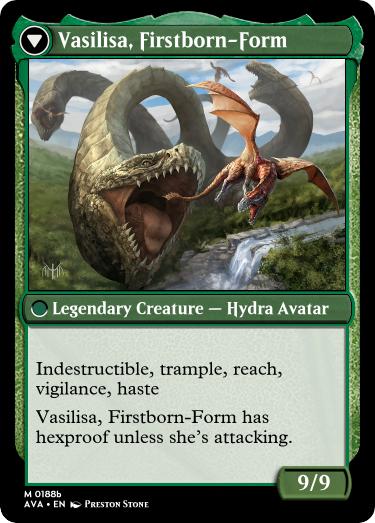 Vasilisa, Firstborn-Form
Legendary Creature — Hydra Avatar
Indestructible, trample, reach,
vigilance, haste
Vasilisa, Firstborn-Form has
hexproof unless she's attacking.
9/9
M 0188b
AVA • EN Preston Stone